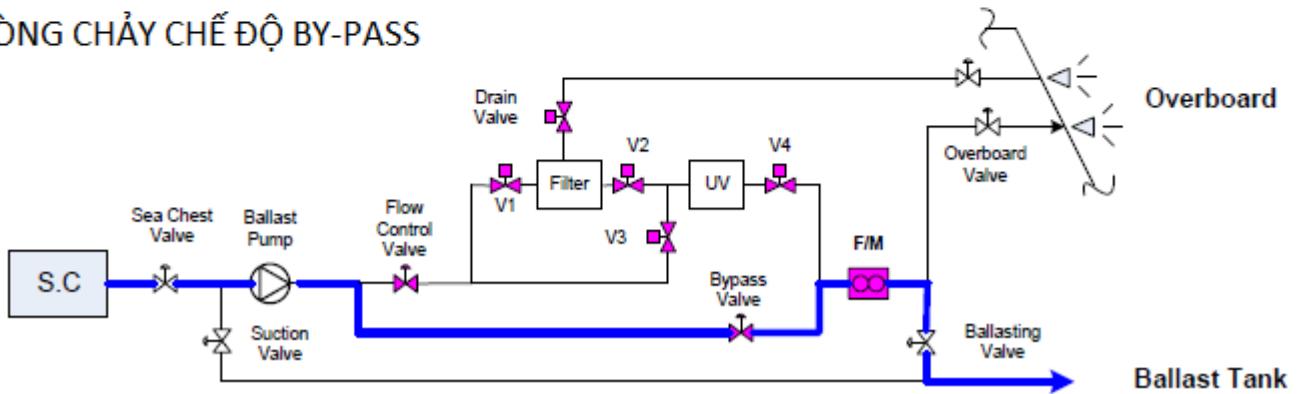 ÒNG CHẢY CHẾ ĐỘ BY-PASS
Overboard
Drain
Valve
V2
V4
Overboard
Valve
Filter
UV
V1
Sea Chest
Valve
Ballast
Pump
Flow
Control
Valve
V3
F/M
S.C
Bypass
Valve
Suction
Valve
Ballasting
Valve
Ballast Tank